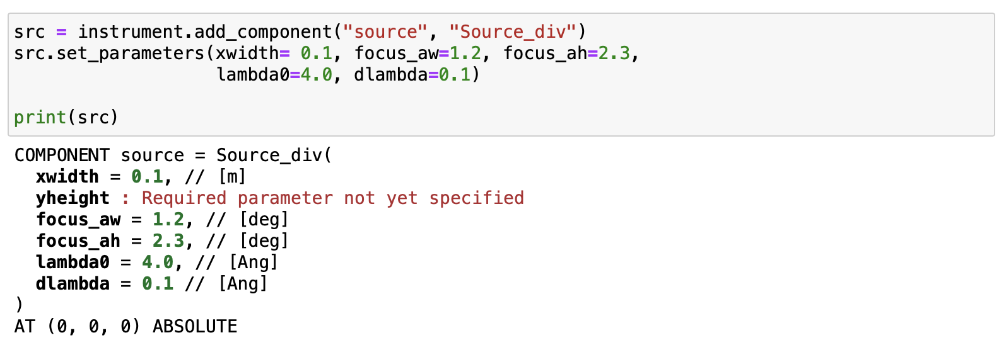 src = instrument.add_component("source", "Source_div")
src.set_parameters(xwidth= 0.1, focus_aw=1.2, focus_ah=2.3,
                   lambda0=4.0, dlambda=0.1)

print(src)
COMPONENT source = Source_div(
  xwidth = 0.1, // [m]
  yheight : Required parameter not yet specified
  focus_aw = 1.2, // [deg]
  focus_ah = 2.3, // [deg]
  lambda0 = 4.0, // [Ang]
  dlambda = 0.1 // [Ang]
)
AT (0, 0, 0) ABSOLUTE